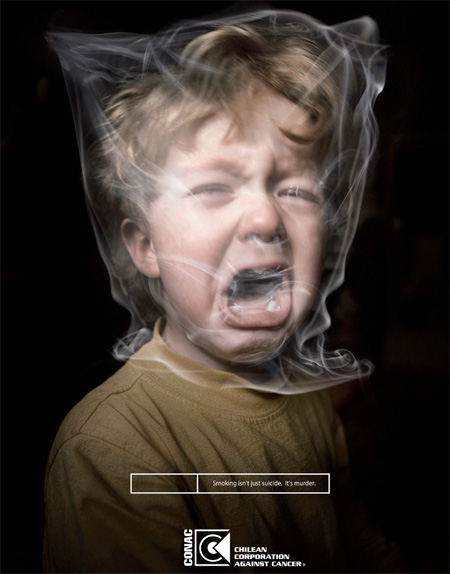 Smoking isn't just suicide. It's murder.
CONAC
CHILEAN
CORPORATION
AGAINST CANCER®